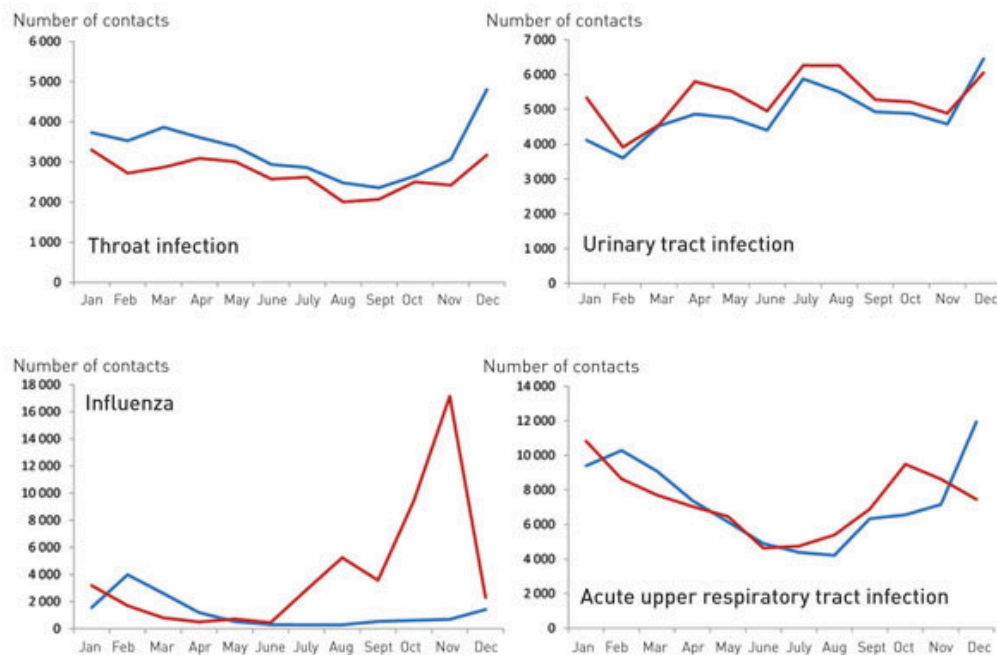 Number of contacts
6 000
5 000
4 000
3 000
2 000
1 000
0
Throat infection
Jan Feb Mar Apr May June July Aug Sept Oct Nov Dec
Number of contacts
7 000
6 000
5 000
4 000
3 000
2 000
1 000
0
Urinary tract infection
Jan Feb Mar Apr May June July Aug Sept Oct Nov Dec
Number of contacts
18 000
16 000
14 000
12 000
10 000
8 000
6 000
4 000
2 000
0
Influenza
Jan Feb Mar Apr May June July Aug Sept Oct Nov Dec
Number of contacts
14 000
12 000
10 000
8 000
6 000
4 000
2 000
0
Acute upper respiratory tract infection
Jan Feb Mar Apr May June July Aug Sept Oct Nov Dec